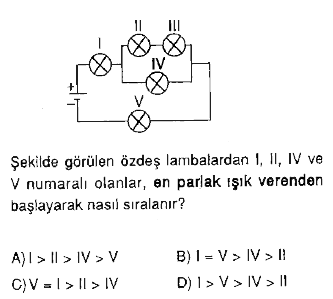 I II III
IV
+
−
V
Şekilde görülen özdeş lambalardan I, II, IV ve
V numaralı olanlar, en parlak ışık verenden
başlayarak nasıl sıralanır?
A) I > II > IV > V B) I = V > IV > II
C) V = I > II > IV D) I > V > IV > II